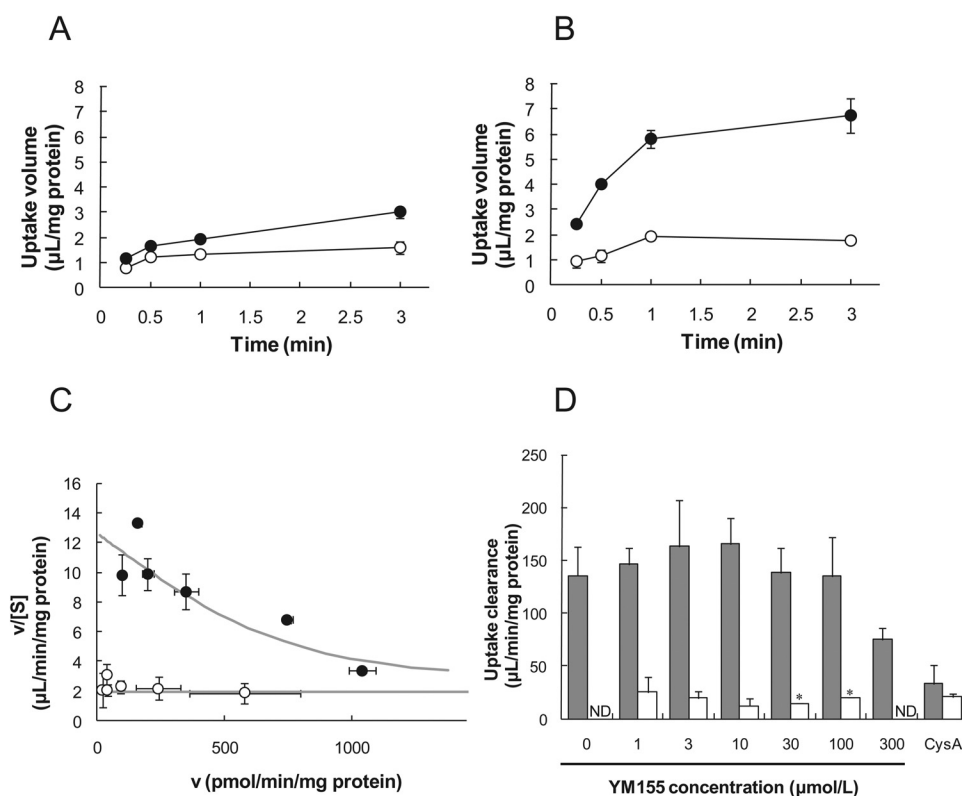 A
Uptake volume
(µL/mg protein)
8
7
6
5
4
3
2
1
0
0 0.5 1 1.5 2 2.5 3
Time (min)
B
Uptake volume
(µL/mg protein)
8
7
6
5
4
3
2
1
0
0 0.5 1 1.5 2 2.5 3
Time (min)
C
v/[S]
(µL/min/mg protein)
16
14
12
10
8
6
4
2
0
0 500 1000
v (pmol/min/mg protein)
D
Uptake clearance
(µL/min/mg protein)
250
200
150
100
50
0
ND * * ND
0 1 3 10 30 100 300 CysA
YM155 concentration (µmol/L)